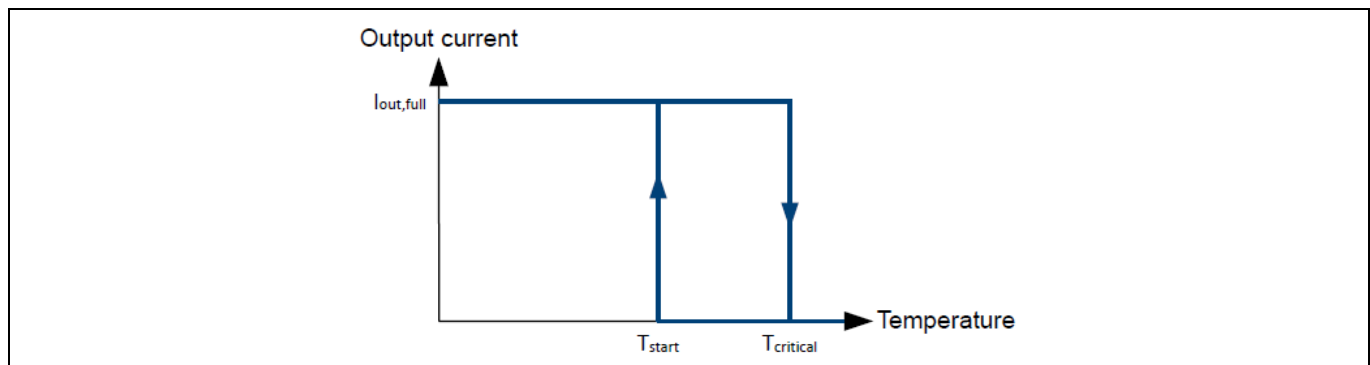 Output current
Iout,full
Temperature
Tstart
Tcritical